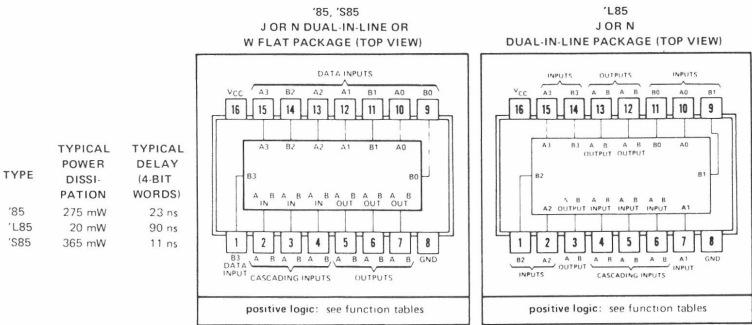 '85, 'S85
J OR N DUAL-IN-LINE OR
W FLAT PACKAGE (TOP VIEW)
DATA INPUTS
VCC A3 B2 A2 A1 B1 A0 B0
16 15 14 13 12 11 10 9
A3 B2 A2 A1 B1 A0
B3 B0
A B A B A B A B A B A B
IN IN IN OUT OUT OUT
1 2 3 4 5 6 7 8
B3 A B A B A B A B A B A B GND
DATA INPUT
CASCADING INPUTS OUTPUTS
positive logic: see function tables
'L85
J OR N
DUAL-IN-LINE PACKAGE (TOP VIEW)
INPUTS OUTPUTS INPUTS
VCC A3 B3 A B A B B0 A0 B1
16 15 14 13 12 11 10 9
A3 B3 A B A B B0 A0
OUTPUT OUTPUT
B2 B1
A B A B A B A B
A2 OUTPUT INPUT INPUT INPUT A1
1 2 3 4 5 6 7 8
B2 A2 A B A B A B A B A1 GND
INPUTS OUTPUT CASCADING INPUTS INPUT
positive logic: see function tables
TYPE TYPICAL POWER DISSI-PATION TYPICAL DELAY (4-BIT WORDS)
'85 275 mW 23 ns
'L85 20 mW 90 ns
'S85 365 mW 11 ns